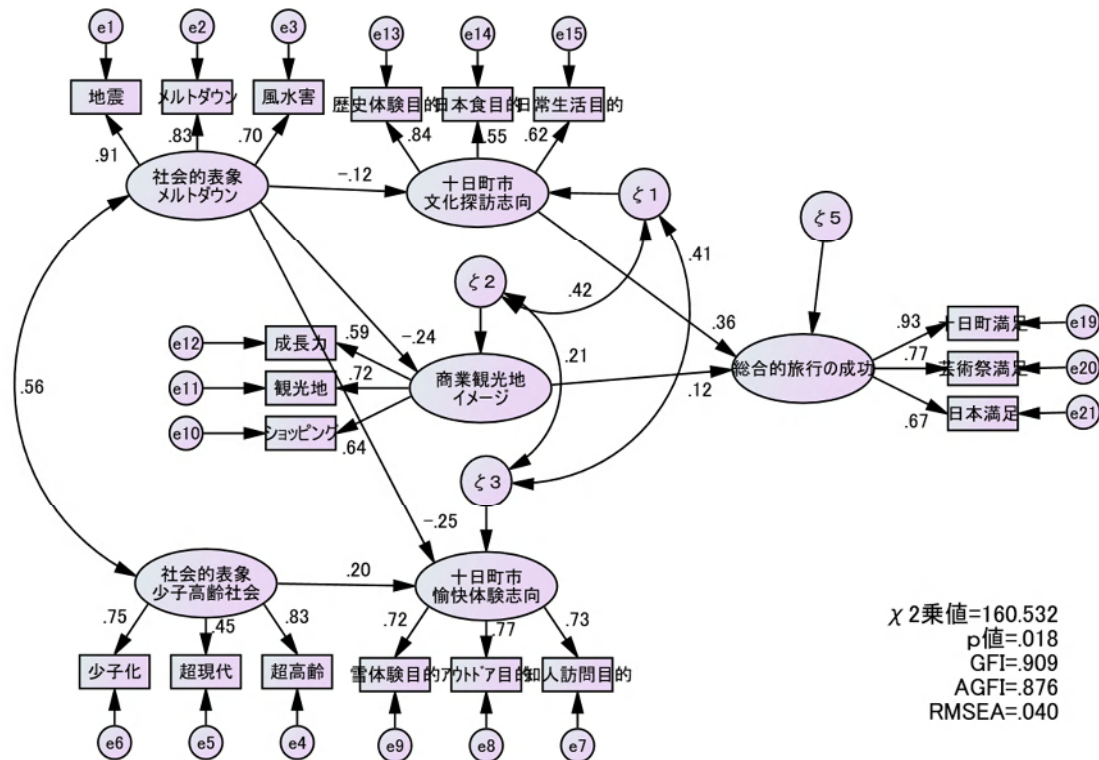 e1
e2
e3
e13
e14
e15
地震
メルトダウン
風水害
歴史体験目的
日本食目的
日常生活目的
.91
.83
.70
.84
.55
.62
社会的表象
メルトダウン
-.12
十日町市
文化探訪志向
ζ1
ζ5
.41
ζ2
.42
e12
成長力
.59
-.24
.21
.36
.93
十日町満足
e19
e11
観光地
.72
商業観光地
イメージ
.12
総合的旅行の成功
.77
芸術祭満足
e20
e10
ショッピング
.64
.67
日本満足
e21
.56
ζ3
-.25
社会的表象
少子高齢社会
.20
十日町市
愉快体験志向
.75
.45
.83
.72
.77
.73
少子化
超現代
超高齢
雪体験目的
アウトドア目的
知人訪問目的
e6
e5
e4
e9
e8
e7
χ2乗値=160.532
p値=.018
GFI=.909
AGFI=.876
RMSEA=.040